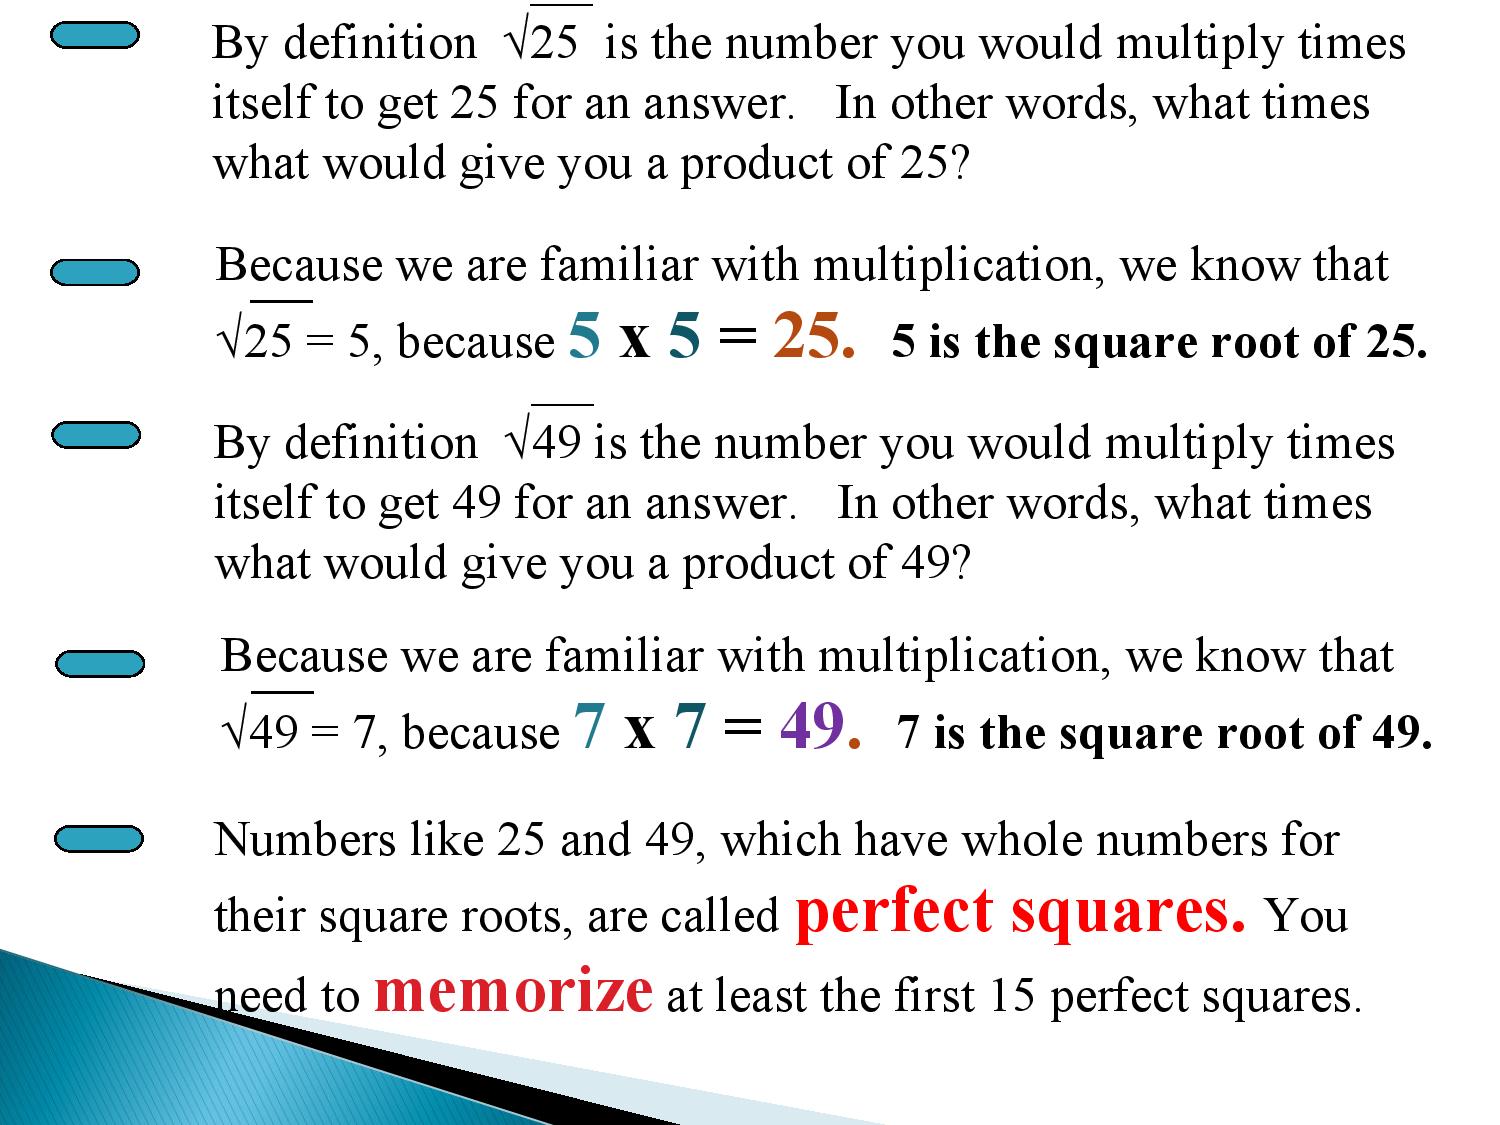 By definition √25 is the number you would multiply times
itself to get 25 for an answer. In other words, what times
what would give you a product of 25?
Because we are familiar with multiplication, we know that
√25 = 5, because 5 x 5 = 25. 5 is the square root of 25.
By definition √49 is the number you would multiply times
itself to get 49 for an answer. In other words, what times
what would give you a product of 49?
Because we are familiar with multiplication, we know that
√49 = 7, because 7 x 7 = 49. 7 is the square root of 49.
Numbers like 25 and 49, which have whole numbers for
their square roots, are called perfect squares. You
need to memorize at least the first 15 perfect squares.